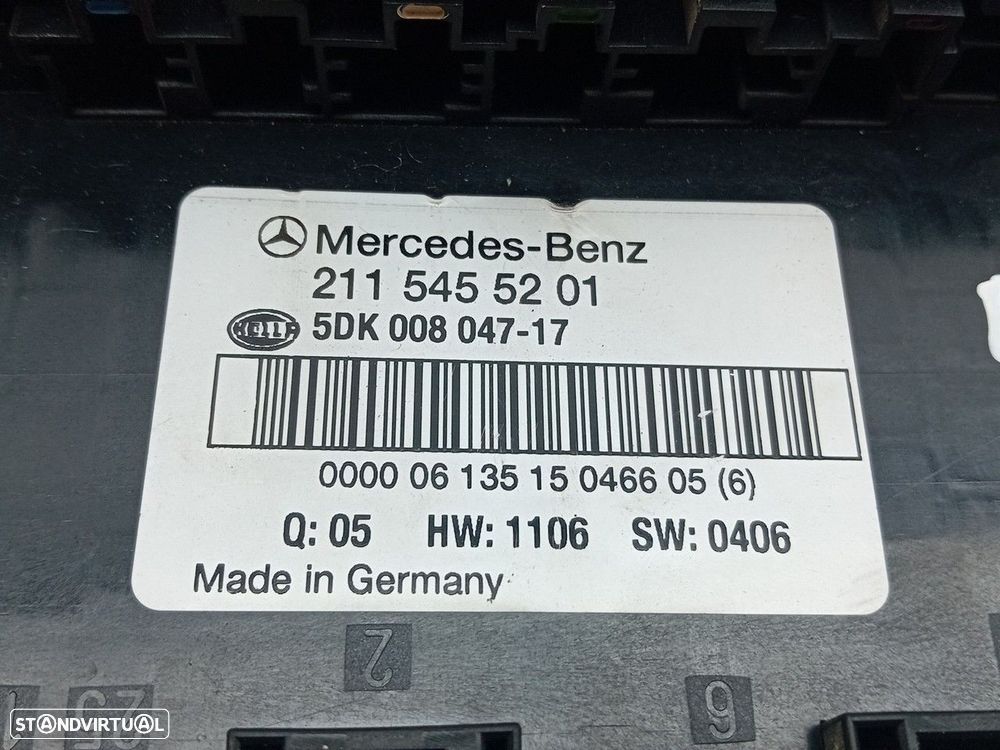 Mercedes-Benz
211 545 52 01
HELLA 5DK 008 047-17
0000 06 135 15 0466 05 (6)
Q: 05 HW: 1106 SW: 0406
Made in Germany
2
6
25
STANDVIRTUAL